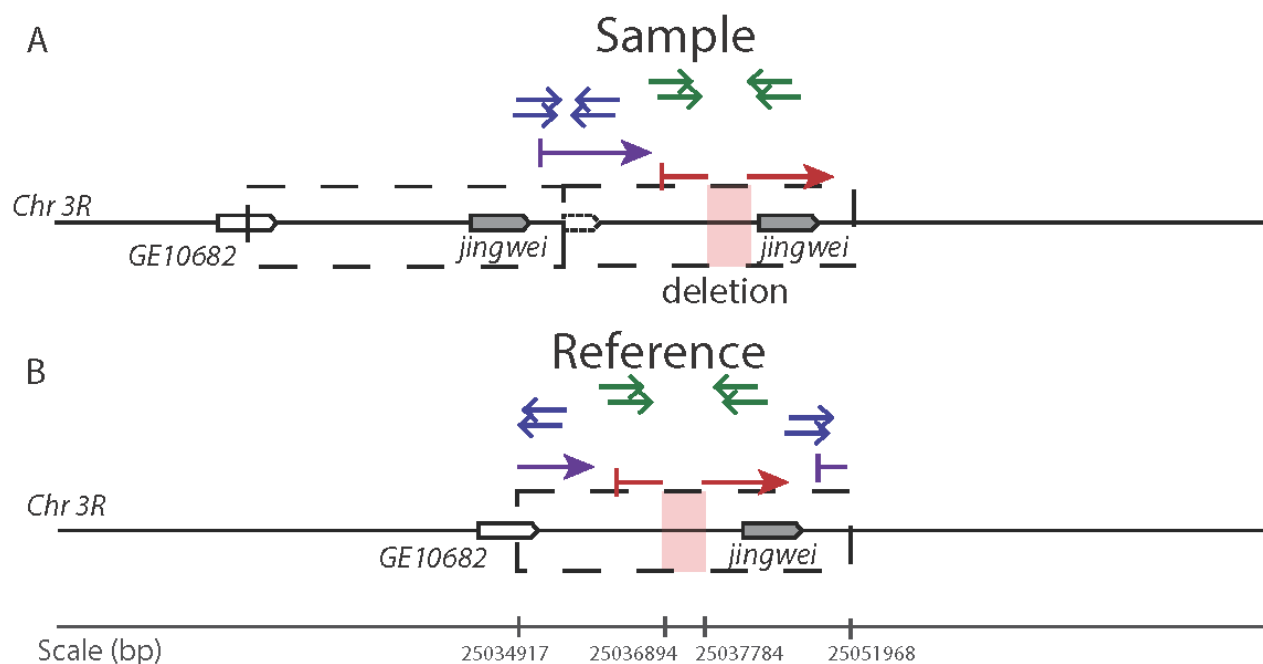 A
Sample
Chr 3R
GE10682
jingwei
jingwei
deletion
Reference
B
Chr 3R
GE10682
jingwei
Scale (bp)
25034917
25036894
25037784
25051968